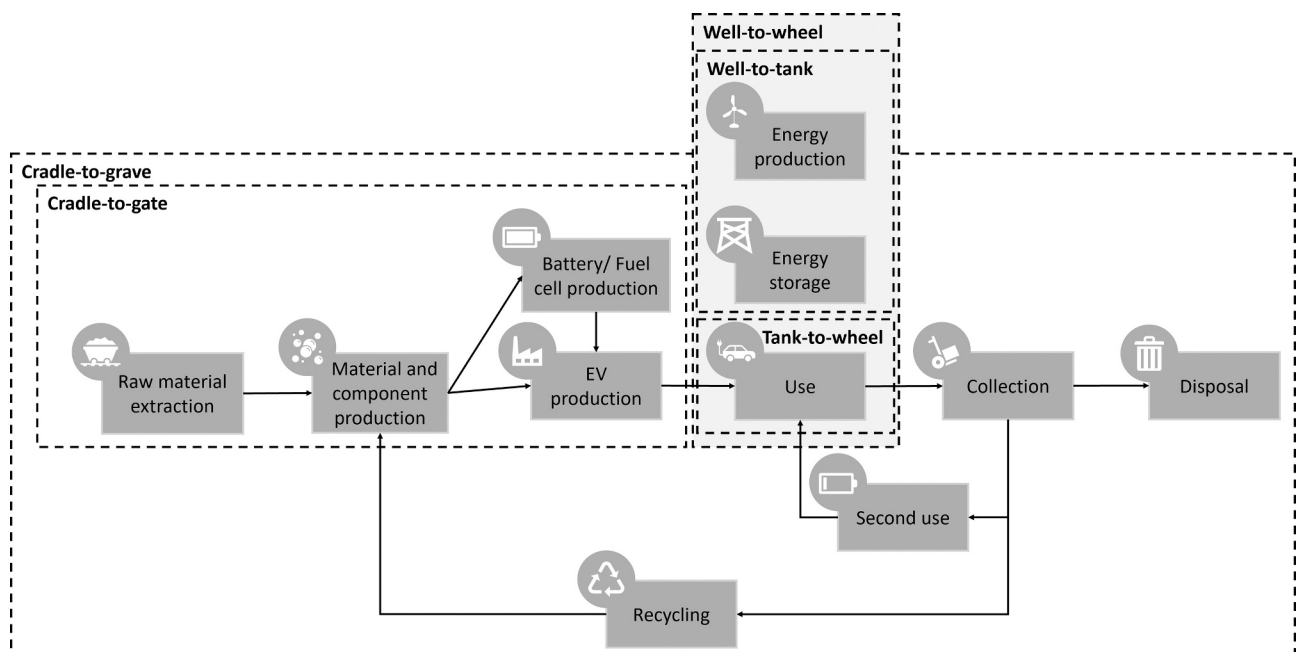 Well-to-wheel
Well-to-tank
Energy
production
Cradle-to-grave
Cradle-to-gate
Battery/ Fuel
cell production
Energy
storage
Tank-to-wheel
Raw material
extraction
Material and
component
production
EV
production
Use
Collection
Disposal
Second use
Recycling